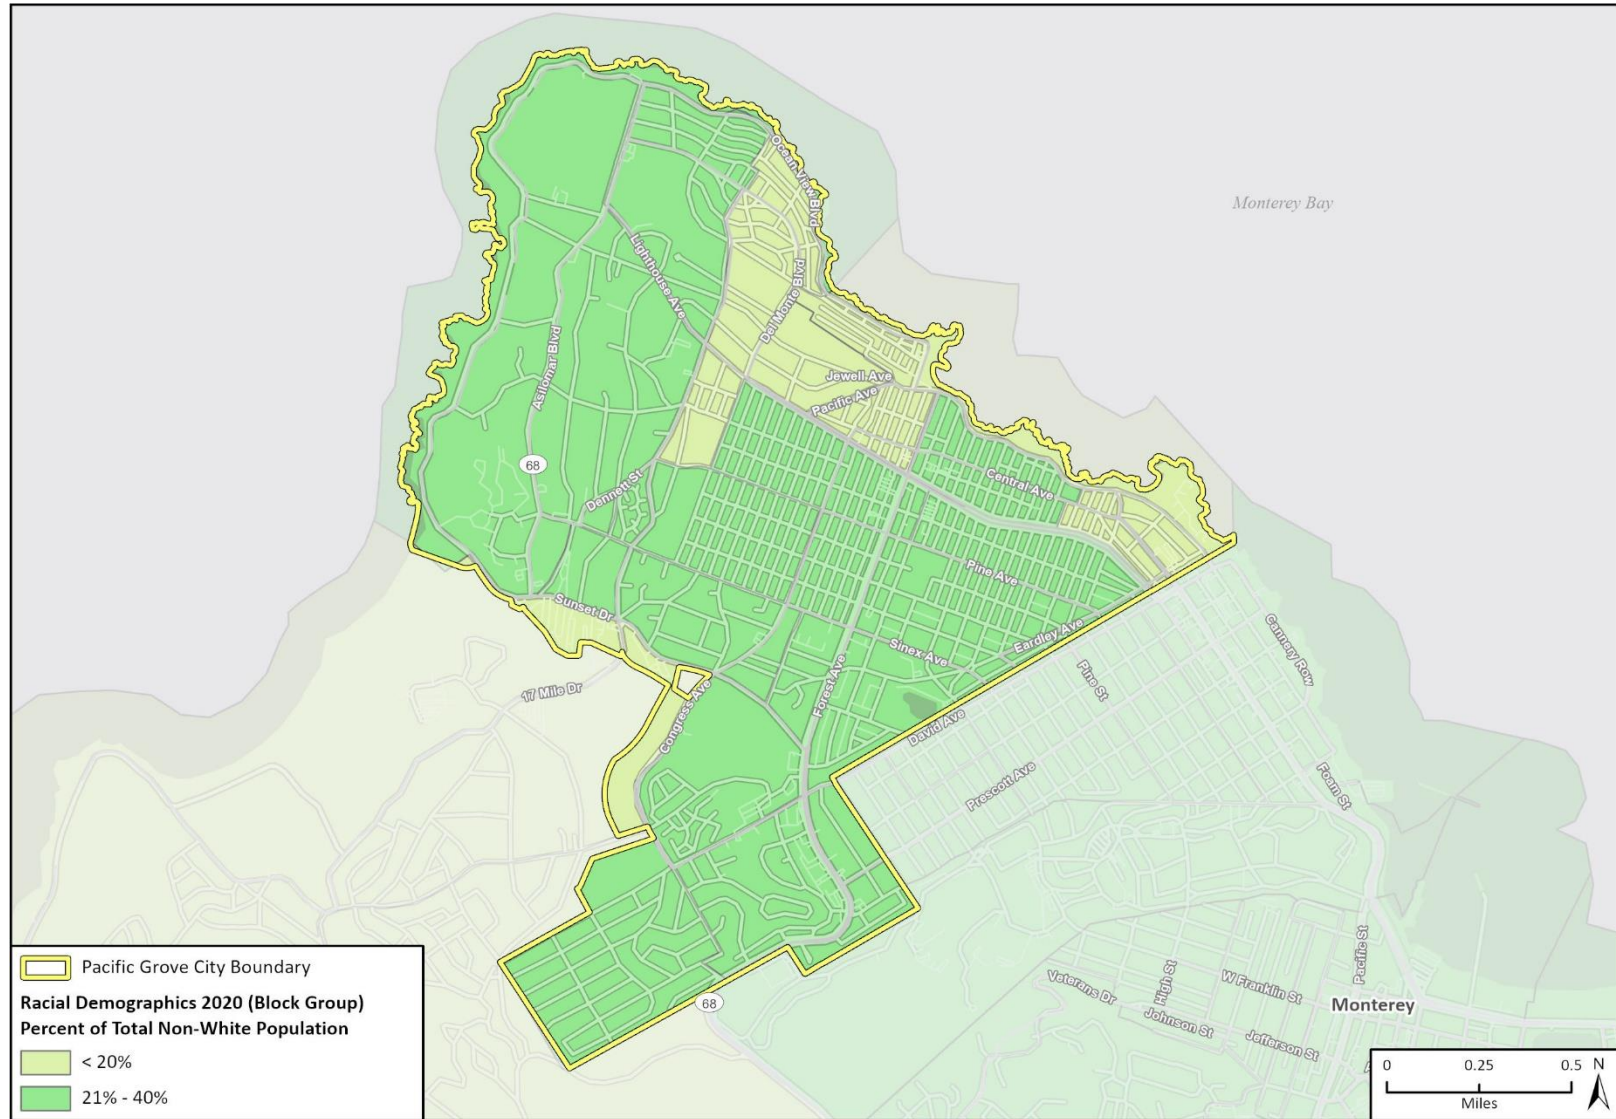 Monterey Bay
Ocean View Blvd
Lighthouse Ave
Del Monte Blvd
Asilomar Blvd
Jewell Ave
Pacific Ave
68
Central Ave
Dennett St
Pine Ave
Sunset Dr
Eardley Ave
Sinex Ave
Cannery Row
Pine St
17 Mile Dr
Congress Ave
Forest Ave
David Ave
Prescott Ave
Foam St
Pacific St
Veterans Dr
High St
W Franklin St
68
Monterey
Johnson St
Jefferson St
Pacific Grove City Boundary
Racial Demographics 2020 (Block Group)
Percent of Total Non-White Population
< 20%
21% - 40%
0 0.25 0.5 N
Miles